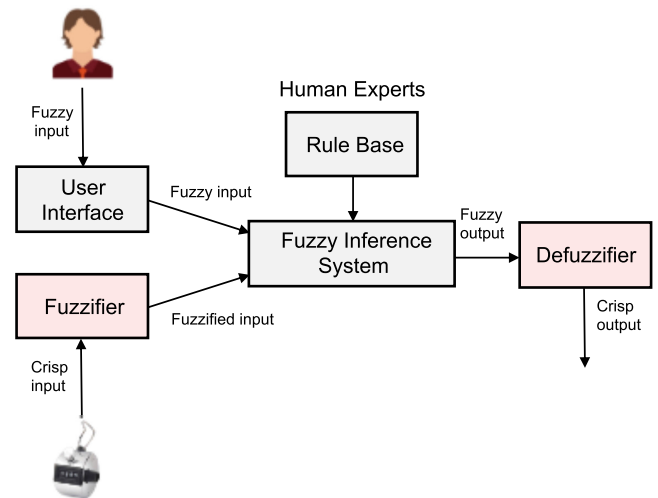 Fuzzy
input
Human Experts
Rule Base
User
Interface
Fuzzy input
Fuzzy Inference
System
Fuzzy
output
Defuzzifier
Fuzzifier
Fuzzified input
Crisp
output
Crisp
input